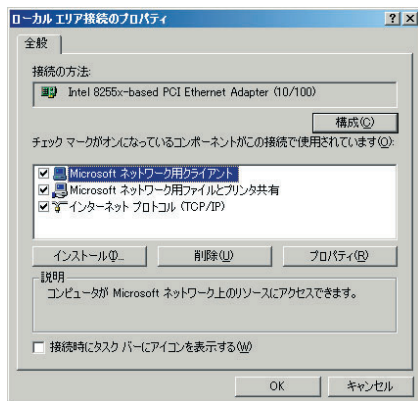 ローカル エリア接続のプロパティ
全般
接続の方法:
Intel 8255x-based PCI Ethernet Adapter (10/100)
構成(C)
チェック マークがオンになっているコンポーネントがこの接続で使用されています(O):
Microsoft ネットワーク用クライアント
Microsoft ネットワーク用ファイルとプリンタ共有
インターネット プロトコル (TCP/IP)
インストール(I)... 削除(U) プロパティ(R)
説明
コンピュータが Microsoft ネットワーク上のリソースにアクセスできます。
接続時にタスク バーにアイコンを表示する(W)
OK キャンセル